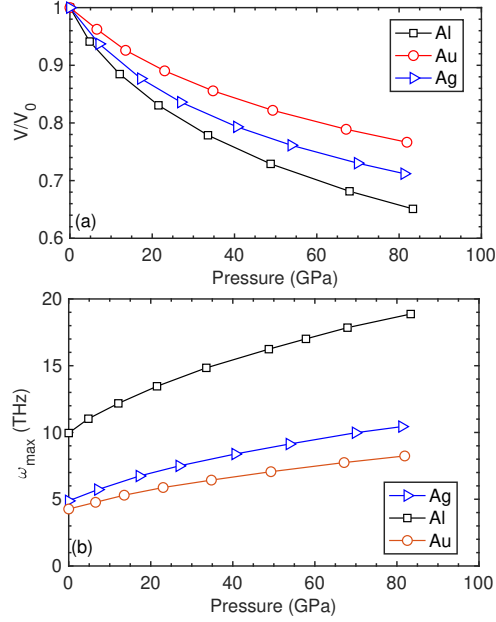 1
0.9
0.8
0.7
0.6
V/V0
Al
Au
Ag
(a)
0 20 40 60 80 100
Pressure (GPa)
20
15
10
5
0
ωmax (THz)
Ag
Al
Au
(b)
0 20 40 60 80 100
Pressure (GPa)